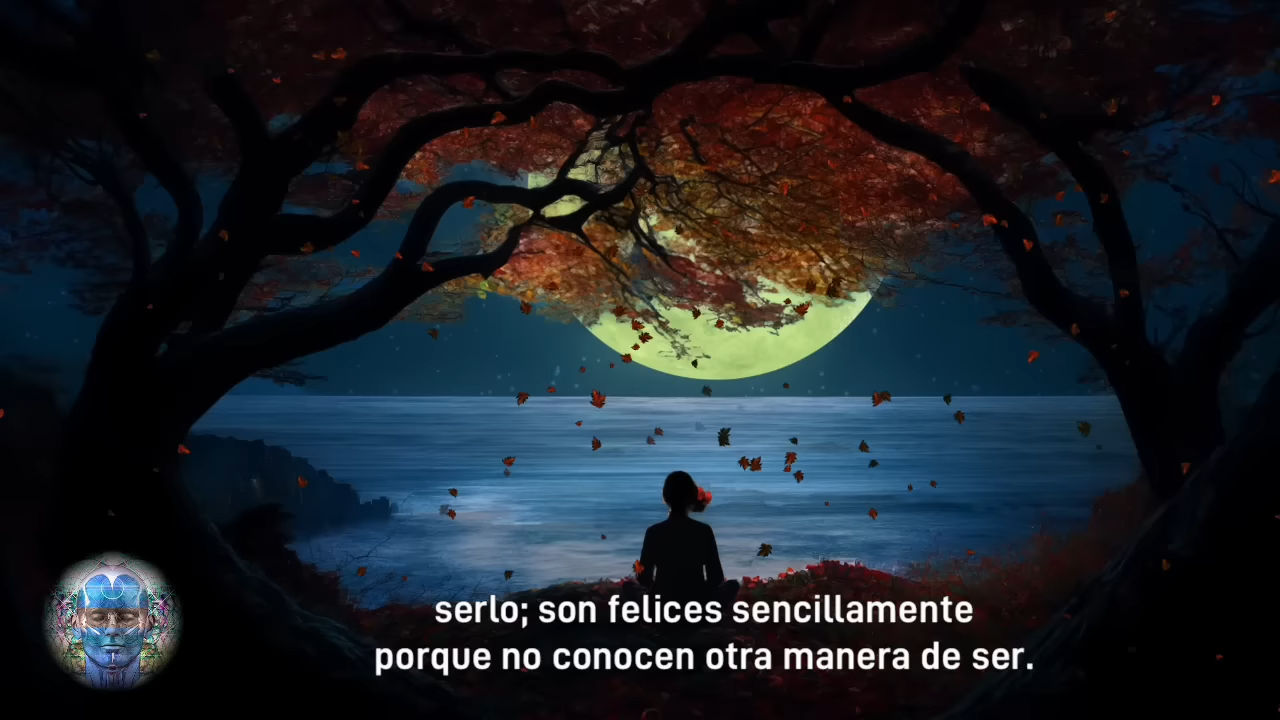 serlo; son felices sencillamente
porque no conocen otra manera de ser.